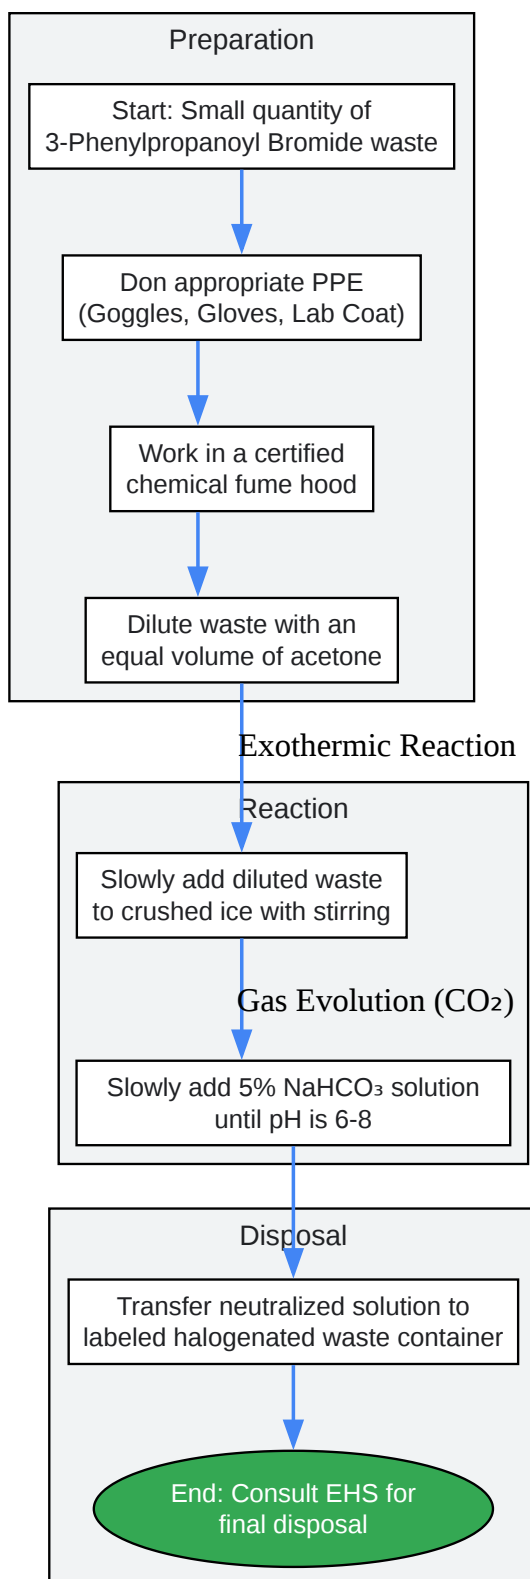 Preparation
Start: Small quantity of
3-Phenylpropanoyl Bromide waste
Don appropriate PPE
(Goggles, Gloves, Lab Coat)
Work in a certified
chemical fume hood
Dilute waste with an
equal volume of acetone
Exothermic Reaction
Reaction
Slowly add diluted waste
to crushed ice with stirring
Gas Evolution (CO₂)
Slowly add 5% NaHCO₃ solution
until pH is 6-8
Disposal
Transfer neutralized solution to
labeled halogenated waste container
End: Consult EHS for
final disposal